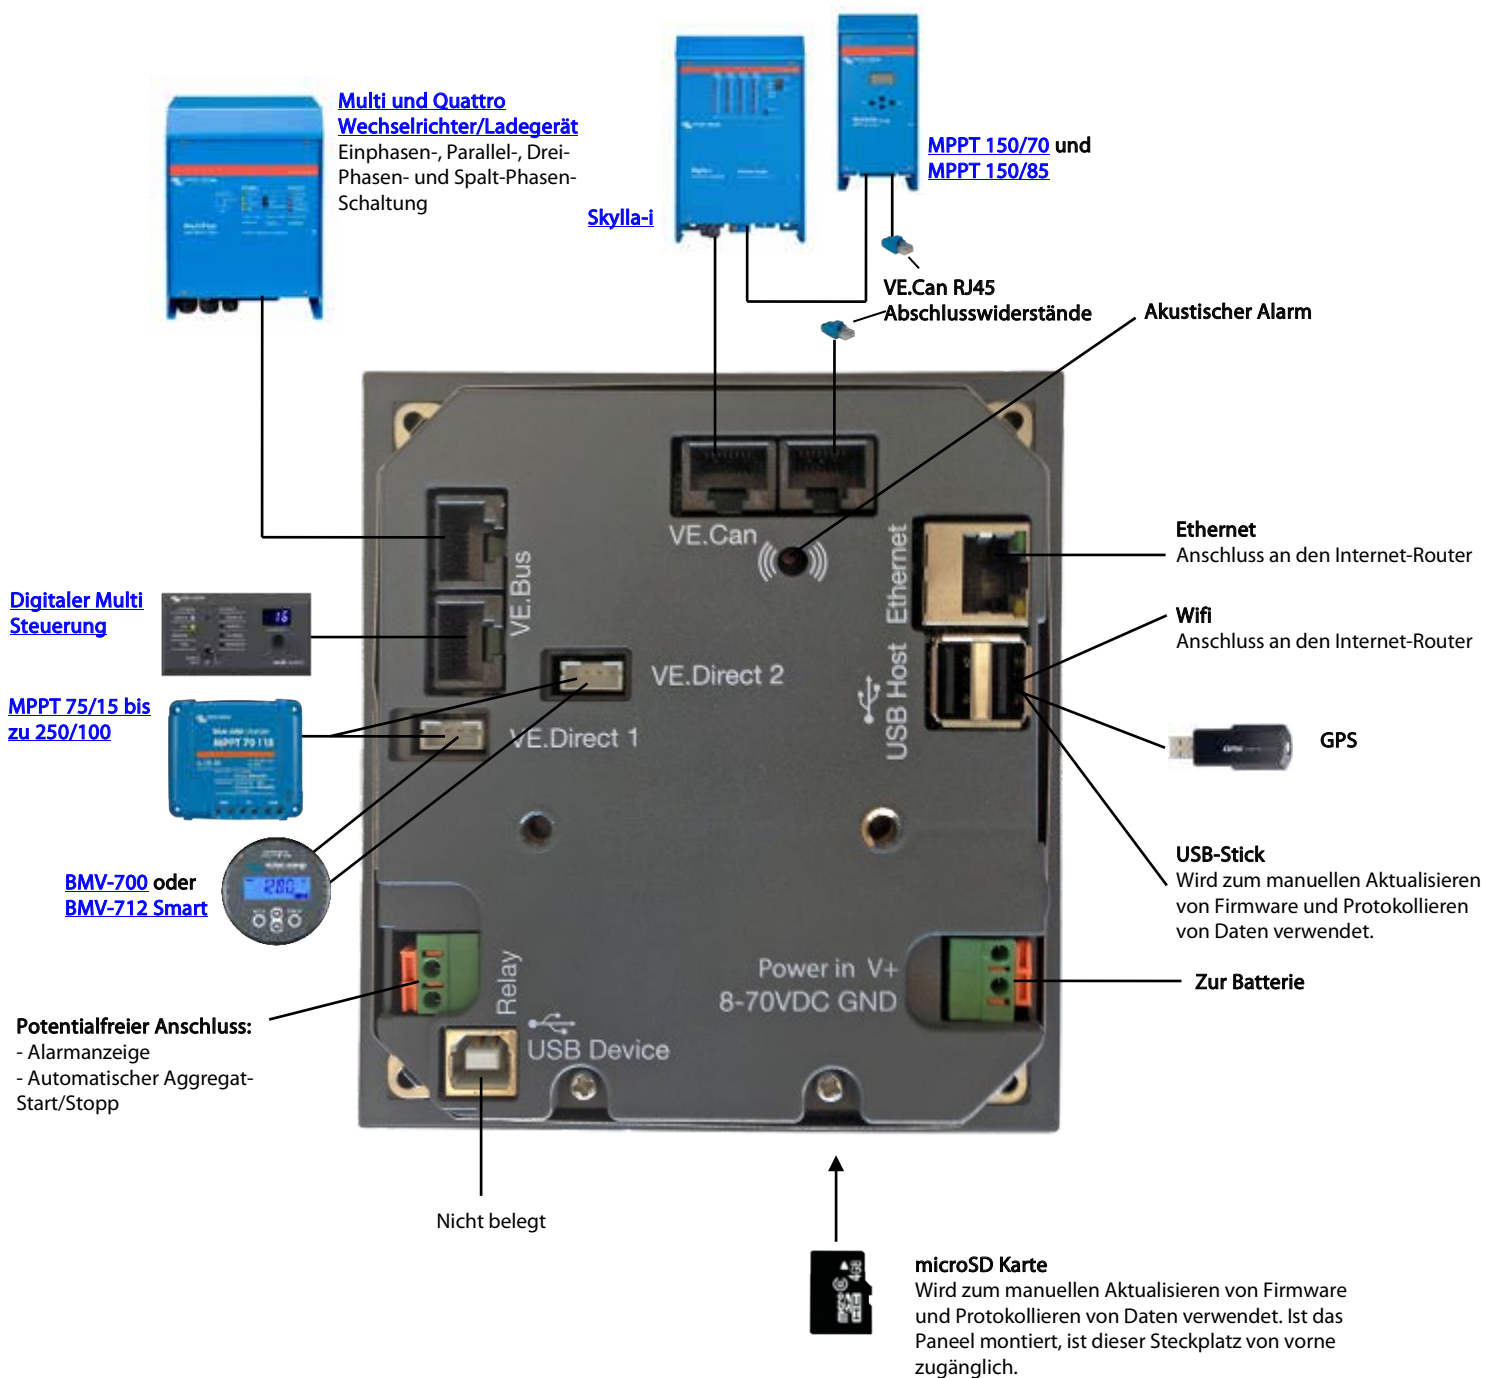 Multi und Quattro
Wechselrichter/Ladegerät
Einphasen-, Parallel-, Drei-
Phasen- und Spalt-Phasen-
Schaltung
Skylla-i
MPPT 150/70 und
MPPT 150/85
VE.Can RJ45
Abschlusswiderstände
Akustischer Alarm
VE.Can
VE.Bus
Ethernet
USB Host
VE.Direct 2
VE.Direct 1
Ethernet
Anschluss an den Internet-Router
Wifi
Anschluss an den Internet-Router
GPS
USB-Stick
Wird zum manuellen Aktualisieren
von Firmware und Protokollieren
von Daten verwendet.
Zur Batterie
Digitaler Multi
Steuerung
16
MPPT 75/15 bis
zu 250/100
MPPT 70 | 15
BMV-700 oder
BMV-712 Smart
Relay
Power in V+
8-70VDC GND
USB Device
Potentialfreier Anschluss:
- Alarmanzeige
- Automatischer Aggregat-
Start/Stopp
Nicht belegt
4GB
microSD Karte
Wird zum manuellen Aktualisieren von Firmware
und Protokollieren von Daten verwendet. Ist das
Paneel montiert, ist dieser Steckplatz von vorne
zugänglich.